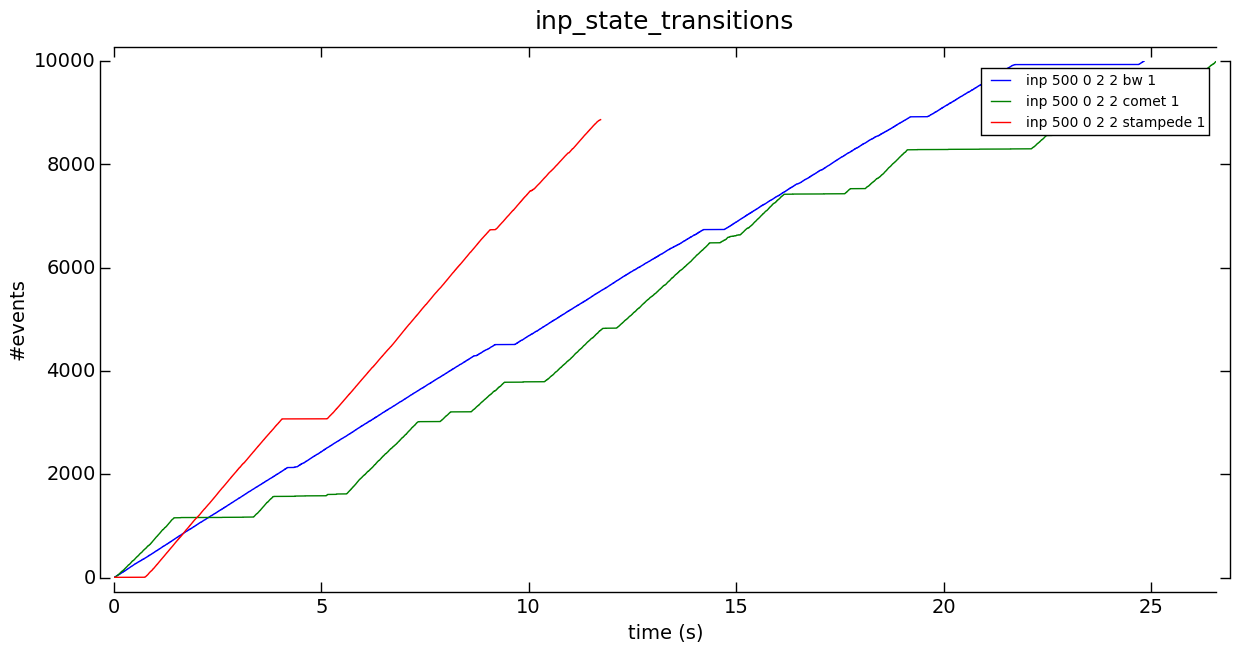 inp_state_transitions
10000
8000
6000
4000
2000
0
#events
inp 500 0 2 2 bw 1
inp 500 0 2 2 comet 1
inp 500 0 2 2 stampede 1
0 5 10 15 20 25
time (s)